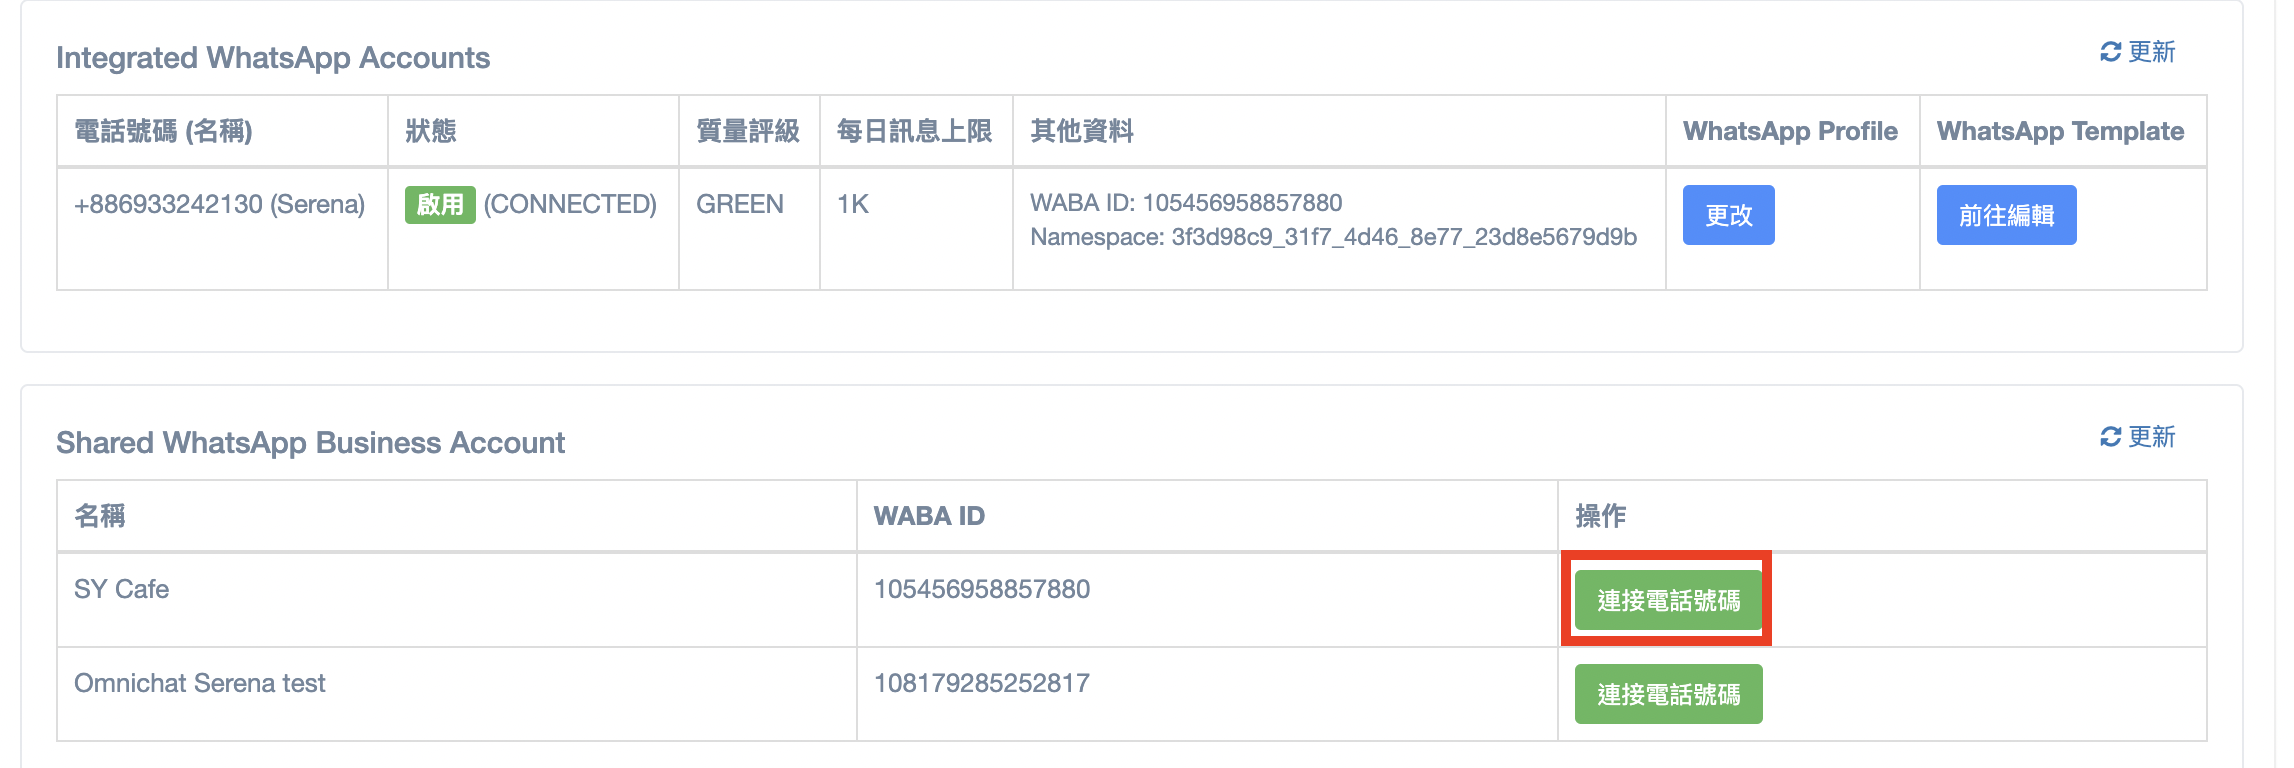 Integrated WhatsApp Accounts
更新
電話號碼 (名稱) 狀態 質量評級 每日訊息上限 其他資料 WhatsApp Profile WhatsApp Template
+886933242130 (Serena) 啟用 (CONNECTED) GREEN 1K WABA ID: 105456958857880 更改 前往編輯
Namespace: 3f3d98c9_31f7_4d46_8e77_23d8e5679d9b
Shared WhatsApp Business Account
更新
名稱 WABA ID 操作
SY Cafe 105456958857880 連接電話號碼
Omnichat Serena test 108179285252817 連接電話號碼